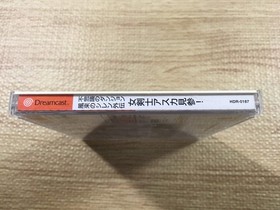 Dreamcast.
不思議のダンジョン
風来のシレン外伝
女剣士アスカ見参!
HDR-0187